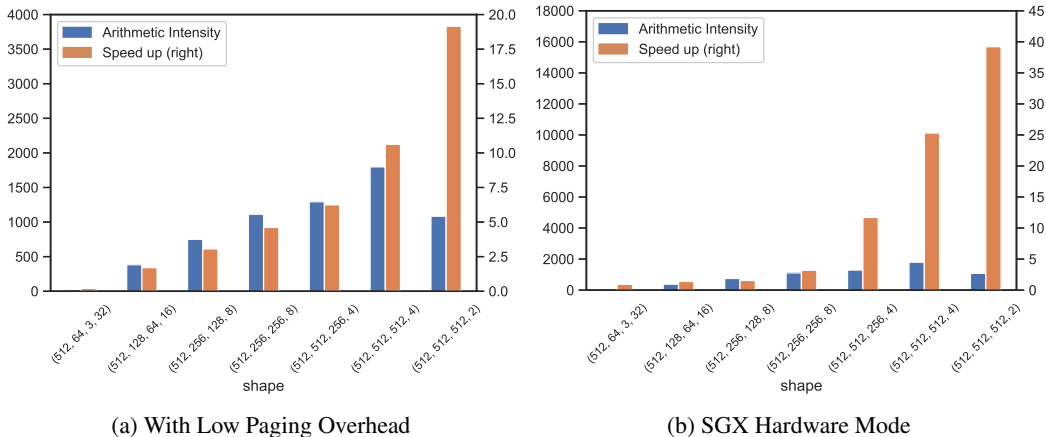 4000
3500
3000
2500
2000
1500
1000
500
0
20.0
17.5
15.0
12.5
10.0
7.5
5.0
2.5
0.0
Arithmetic Intensity
Speed up (right)
(512, 64, 3, 32)
(512, 128, 64, 16)
(512, 256, 128, 8)
(512, 256, 256, 8)
(512, 512, 256, 4)
(512, 512, 512, 4)
(512, 512, 512, 2)
shape
(a) With Low Paging Overhead
18000
16000
14000
12000
10000
8000
6000
4000
2000
0
45
40
35
30
25
20
15
10
5
0
Arithmetic Intensity
Speed up (right)
(512, 64, 3, 32)
(512, 128, 64, 16)
(512, 256, 128, 8)
(512, 256, 256, 8)
(512, 512, 256, 4)
(512, 512, 512, 4)
(512, 512, 512, 2)
shape
(b) SGX Hardware Mode